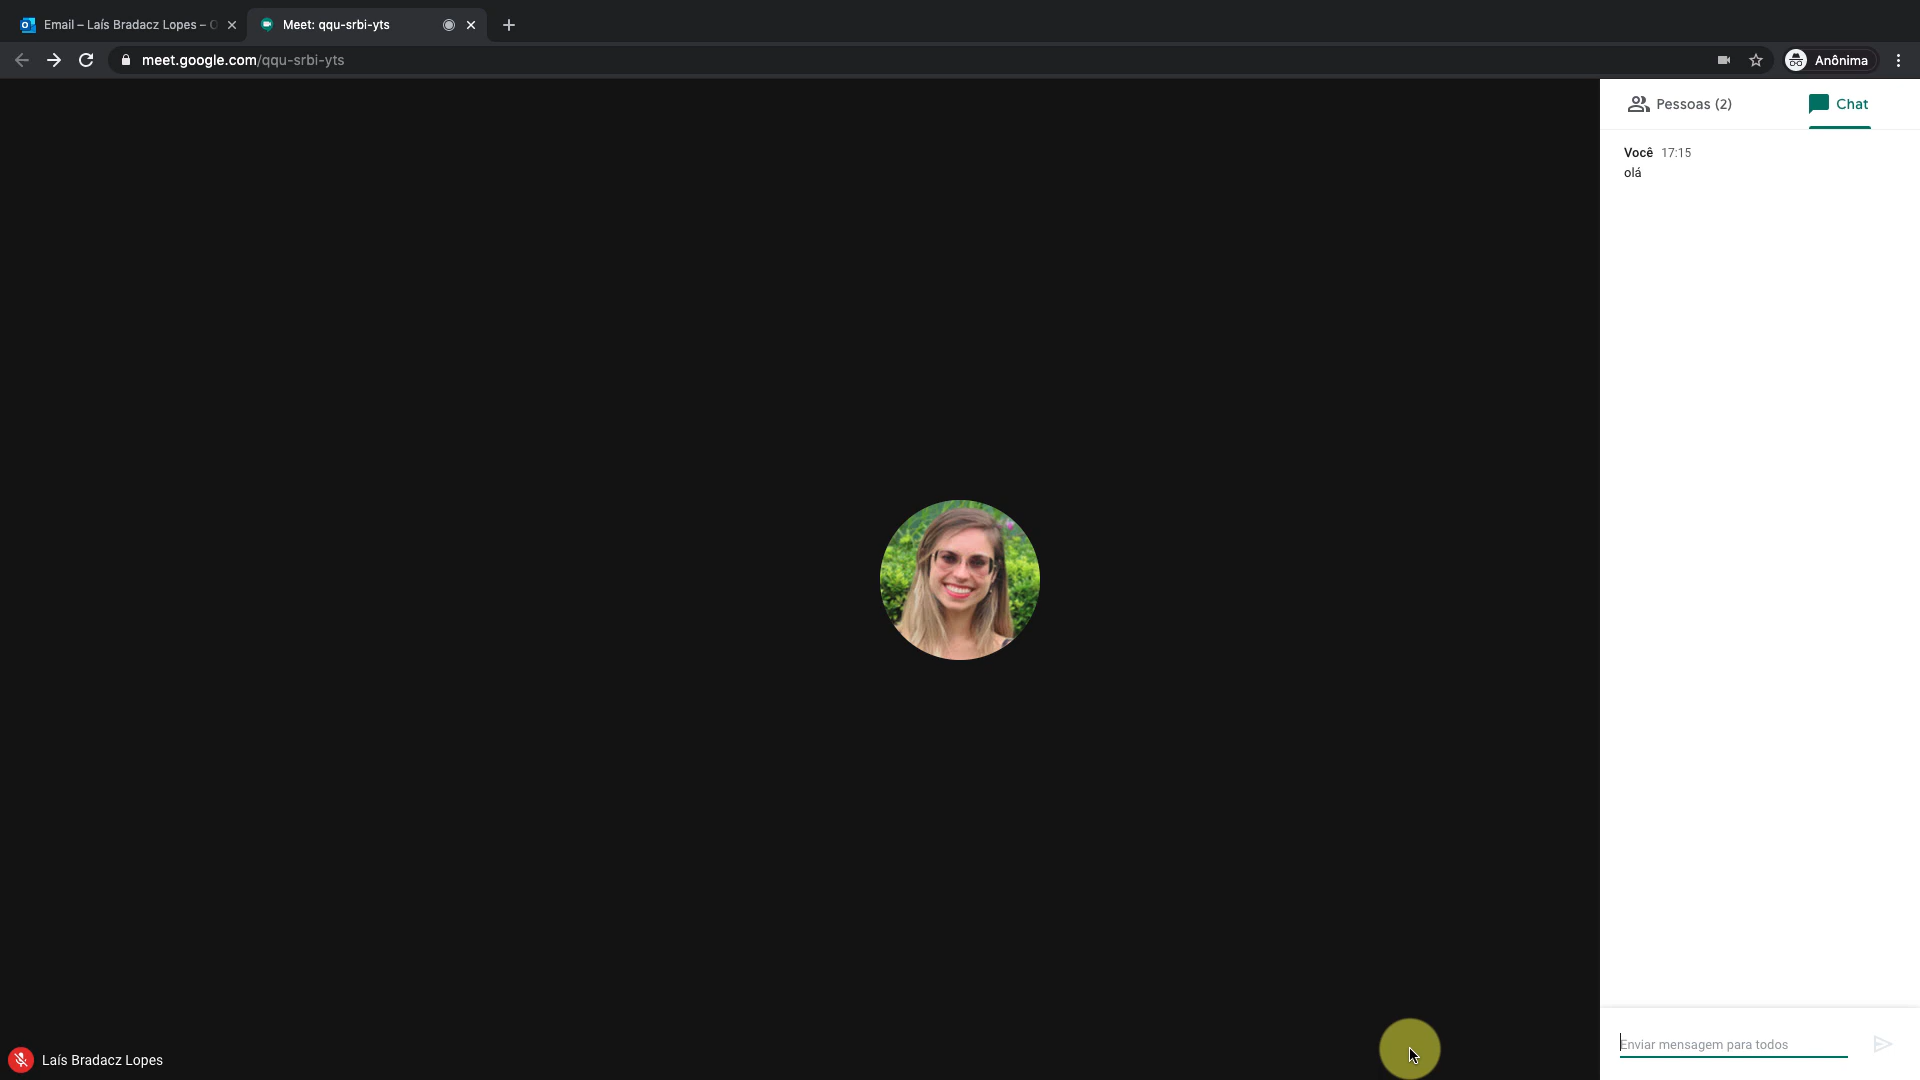 Email – Laís Bradacz Lopes – O
Meet: qqu-srbi-yts
meet.google.com/qqu-srbi-yts
Anônima
Pessoas (2)
Chat
Você 17:15
olá
Enviar mensagem para todos
Laís Bradacz Lopes